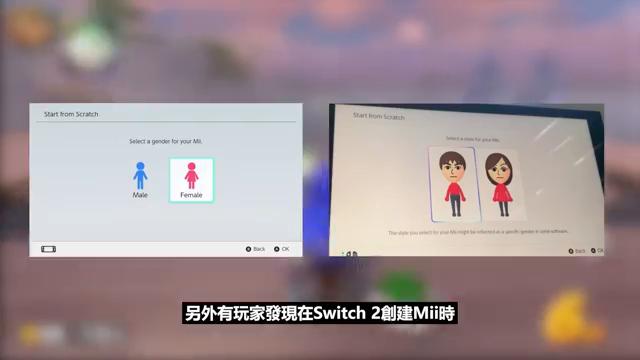 Start from Scratch
Select a gender for your Mii.
Male
Female
Back
OK
Start from Scratch
Select a style for your Mii.
The style you select for your Mii might be reflected as a specific gender in some software.
Back
OK
另外有玩家發現在Switch 2創建Mii時